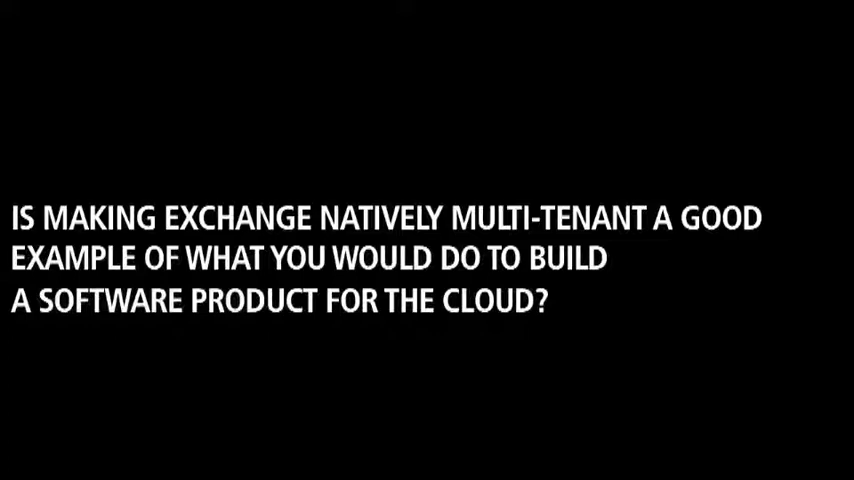 IS MAKING EXCHANGE NATIVELY MULTI-TENANT A GOOD
EXAMPLE OF WHAT YOU WOULD DO TO BUILD
A SOFTWARE PRODUCT FOR THE CLOUD?